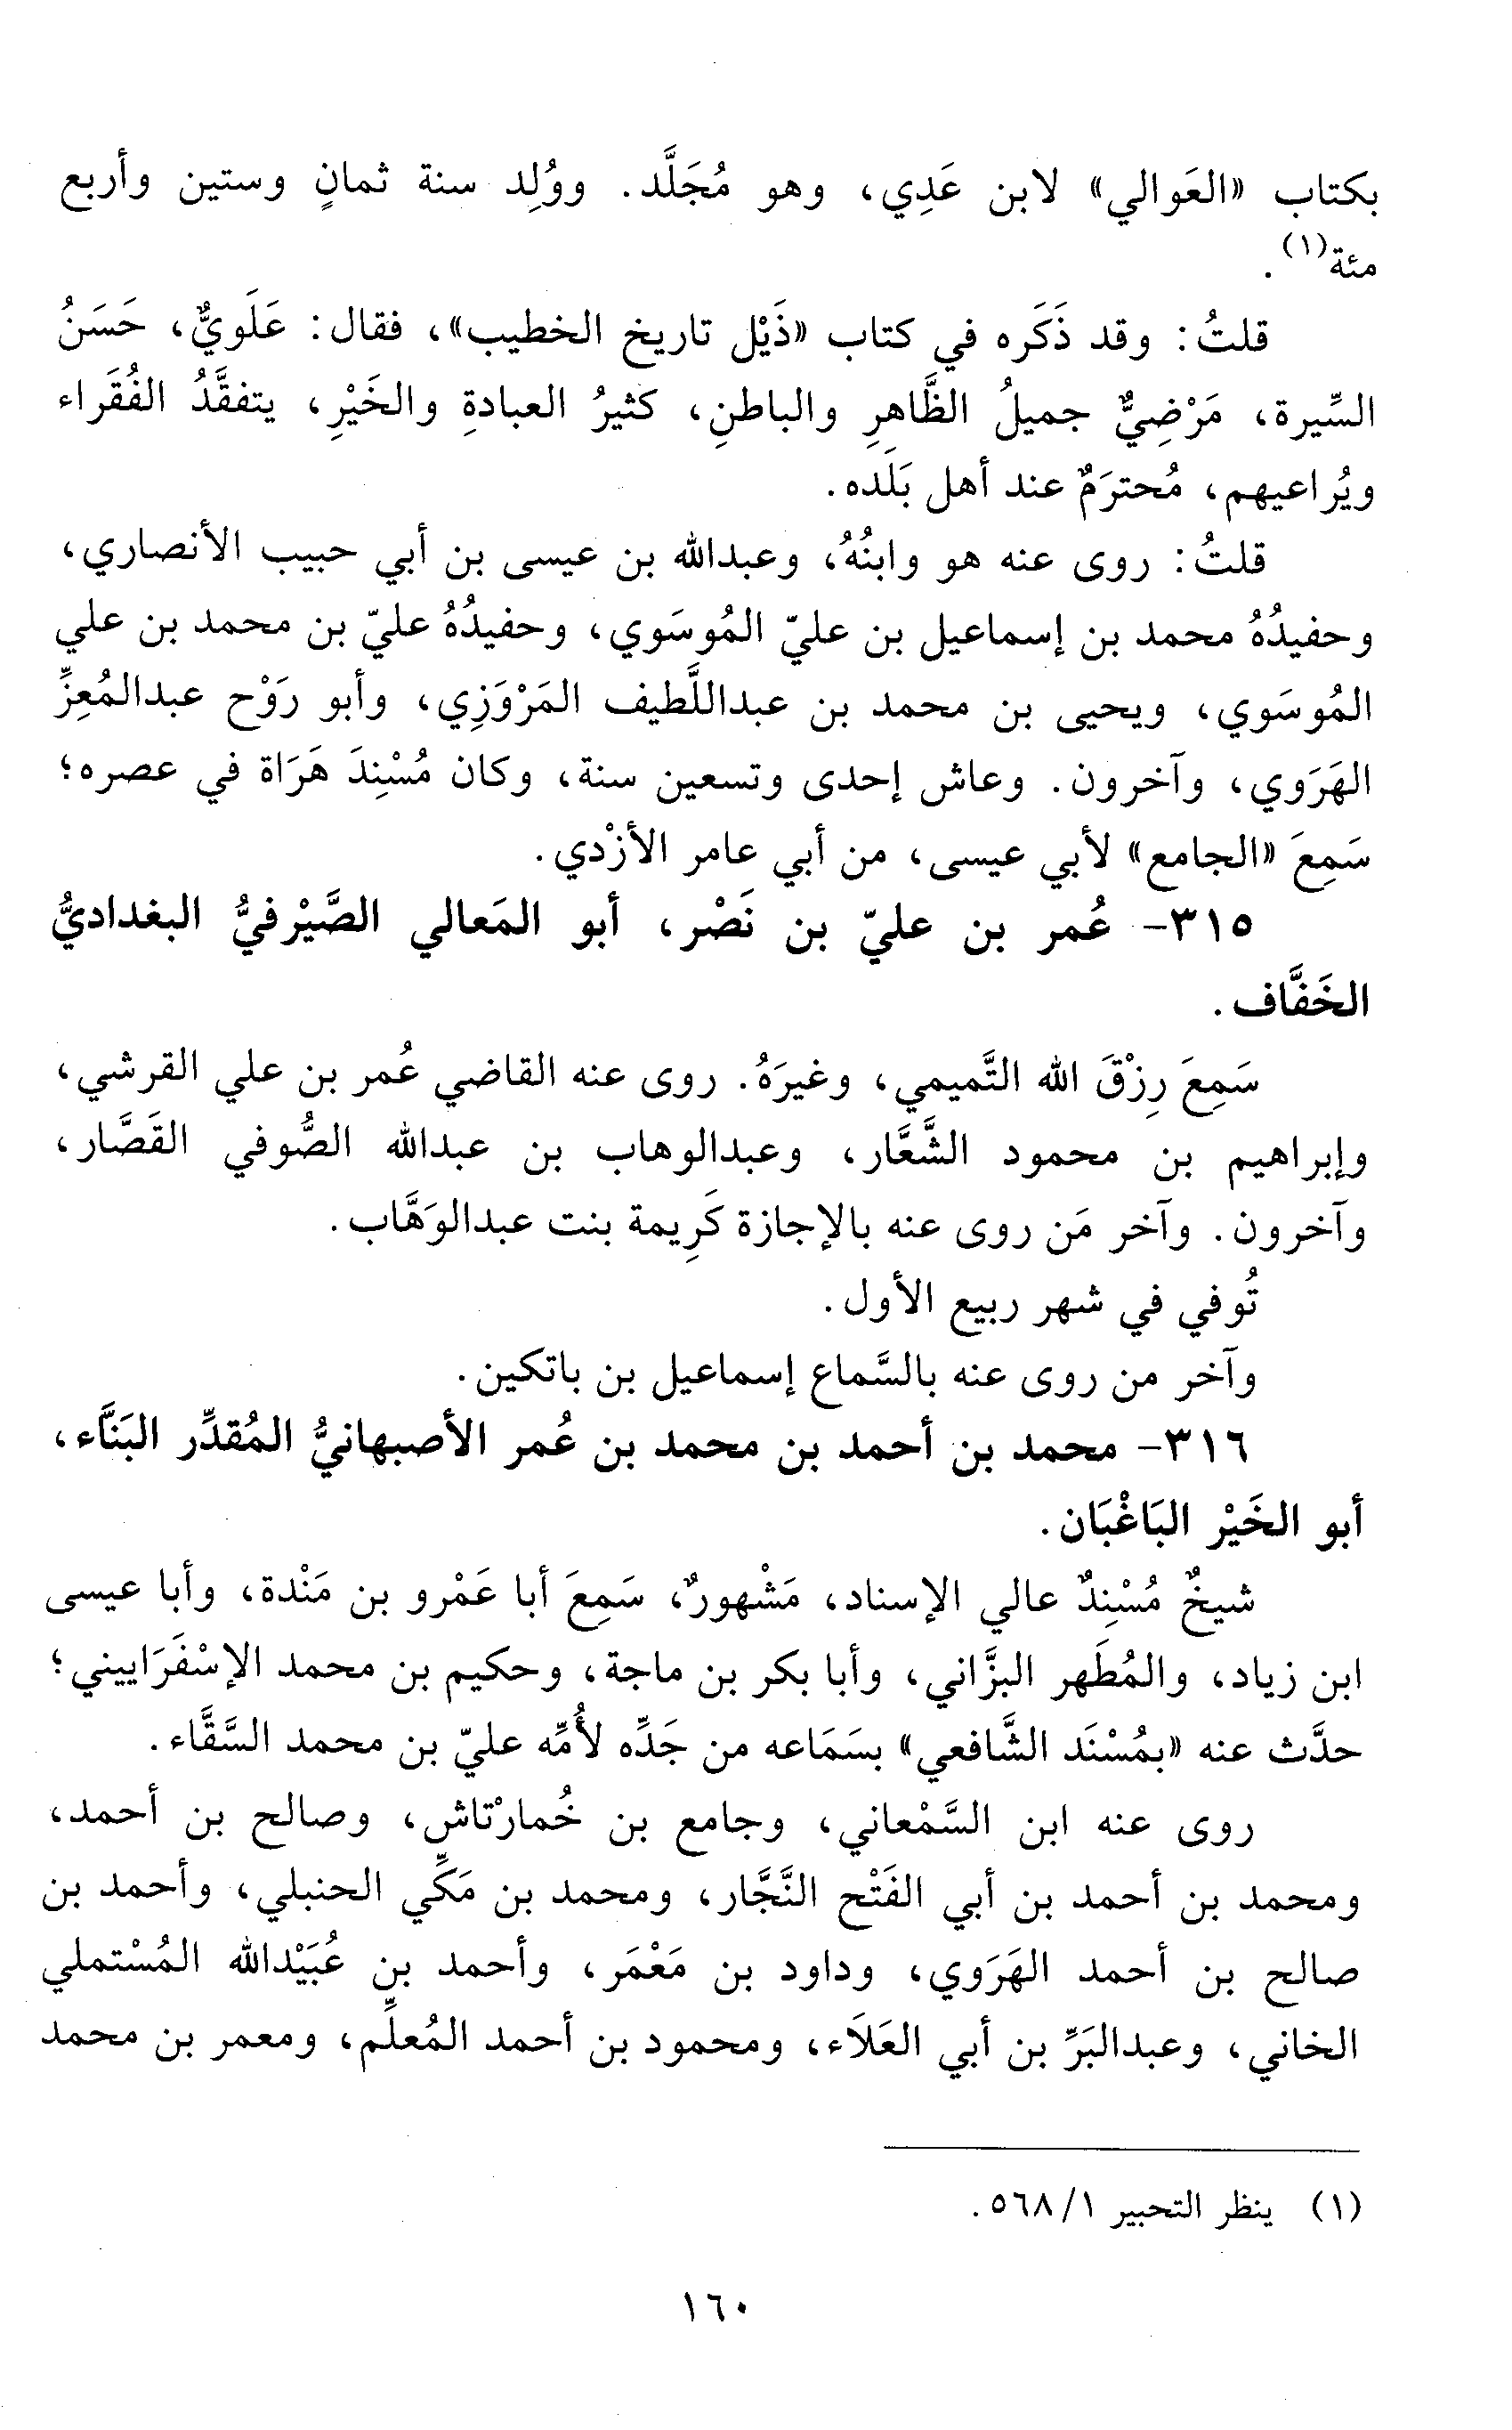 بكتاب «العَوالي» لابن عَدِي، وهو مُجَلَّد. ووُلِد سنة ثمانٍ وستين وأربع
مئة(١).
قلتُ: وقد ذَكَره في كتاب «ذَيْل تاريخ الخطيب»، فقال: عَلَويٌّ، حَسَنُ
السِّيرة، مَرْضِيٌّ جميلُ الظَّاهِرِ والباطنِ، كثيرُ العبادةِ والخَيْرِ، يتفقَّدُ الفُقَراء
ويُراعيهم، مُحترَمٌ عند أهل بَلَده.
قلتُ: روى عنه هو وابنُهُ، وعبدالله بن عيسى بن أبي حبيب الأنصاري،
وحفيدُهُ محمد بن إسماعيل بن عليّ المُوسَوي، وحفيدُهُ عليّ بن محمد بن علي
المُوسَوي، ويحيى بن محمد بن عبداللَّطيف المَرْوَزِي، وأبو رَوْح عبدالمُعِزِّ
الهَرَوي، وآخرون. وعاش إحدى وتسعين سنة، وكان مُسْنِدَ هَرَاة في عصره؛
سَمِعَ «الجامع» لأبي عيسى، من أبي عامر الأزْدي.
٣١٥- عُمر بن عليّ بن نَصْر، أبو المَعالي الصَّيْرفيُّ البغداديُّ
الخَفَّاف.
سَمِعَ رِزْقَ الله التَّميمي، وغيرَهُ. روى عنه القاضي عُمر بن علي القرشي،
وإبراهيم بن محمود الشَّعَّار، وعبدالوهاب بن عبدالله الصُّوفي القَصَّار،
وآخرون. وآخر مَن روى عنه بالإجازة كَرِيمة بنت عبدالوَهَّاب.
تُوفي في شهر ربيع الأول.
وآخر من روى عنه بالسَّماع إسماعيل بن باتكين.
٣١٦- محمد بن أحمد بن محمد بن عُمر الأصبهانيُّ المُقدِّر البَنَّاء،
أبو الخَيْر البَاغْبَان.
شيخٌ مُسْنِدٌ عالي الإسناد، مَشْهورٌ، سَمِعَ أبا عَمْرو بن مَنْدة، وأبا عيسى
ابن زياد، والمُطَهر البزَّاني، وأبا بكر بن ماجة، وحكيم بن محمد الإسْفَرَاييني؛
حدَّث عنه «بمُسْنَد الشَّافعي» بسَمَاعه من جَدِّه لأُمِّه عليّ بن محمد السَّقَّاء.
روى عنه ابن السَّمْعاني، وجامع بن خُمارْتاش، وصالح بن أحمد،
ومحمد بن أحمد بن أبي الفَتْح النَّجَّار، ومحمد بن مَكِّي الحنبلي، وأحمد بن
صالح بن أحمد الهَرَوي، وداود بن مَعْمَر، وأحمد بن عُبَيْدالله المُسْتملي
الخاني، وعبدالبَرِّ بن أبي العَلَاء، ومحمود بن أحمد المُعلِّم، ومعمر بن محمد
(١) ينظر التحبير ١/ ٥٦٨.
١٦٠